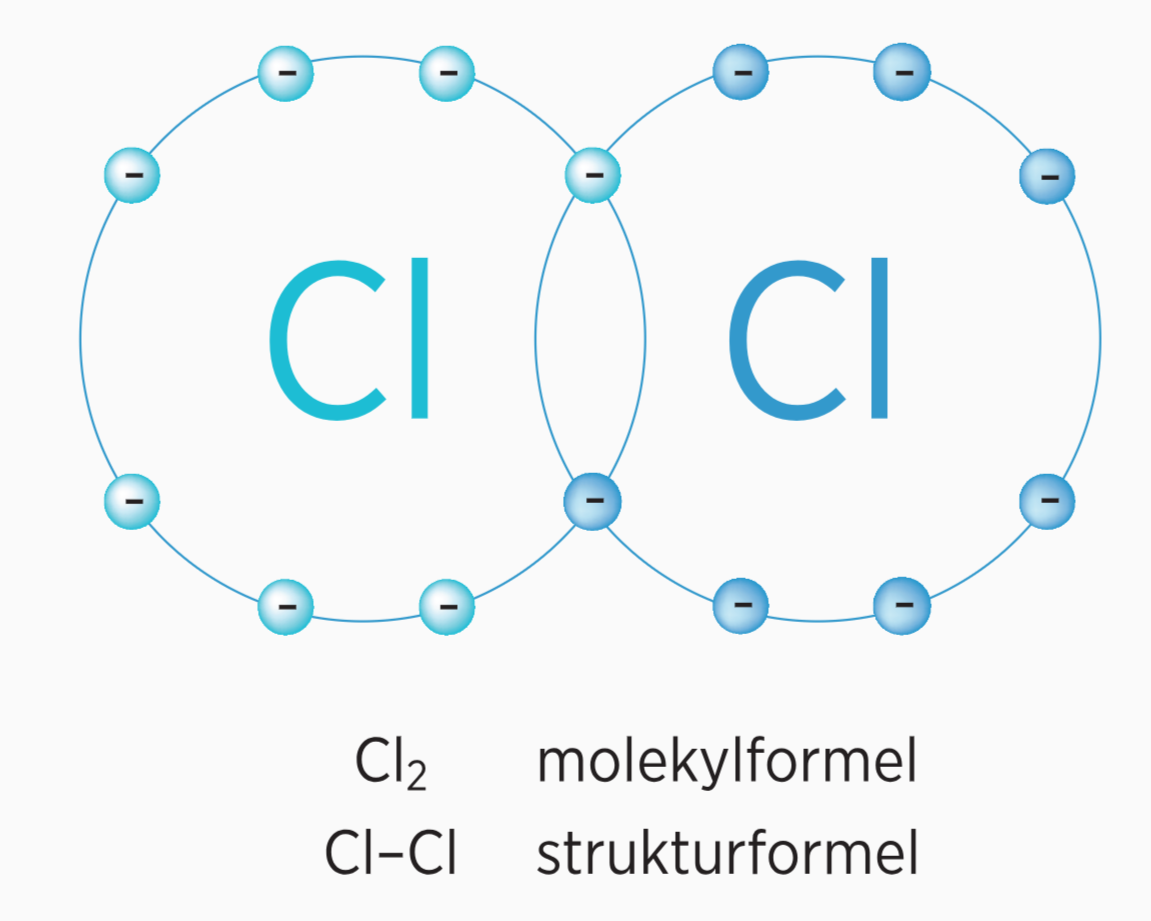 - - - -
- - -
Cl Cl
- - -
- - - -
Cl₂ molekylformel
Cl–Cl strukturformel